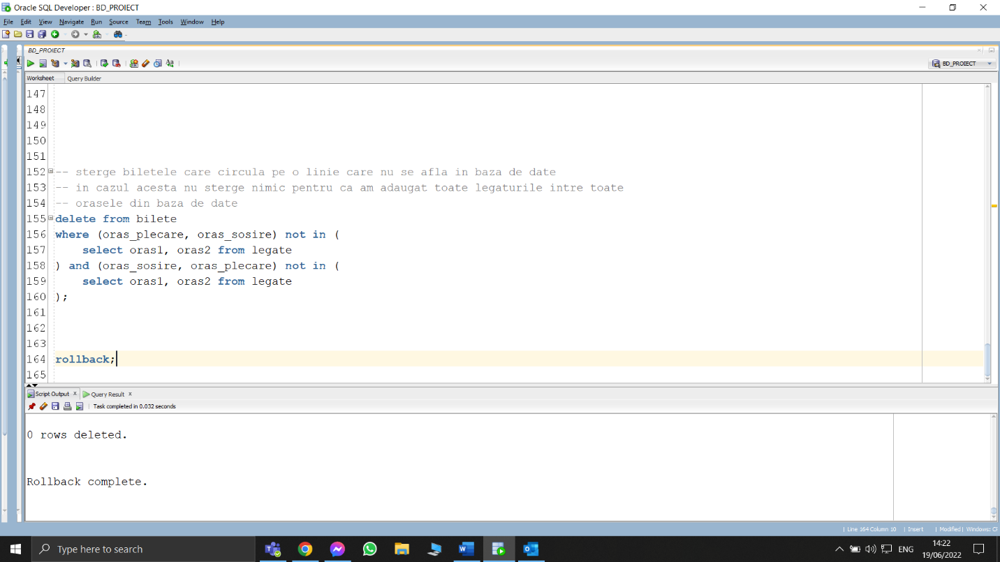 Oracle SQL Developer : BD_PROIECT
File Edit View Navigate Run Source Team Tools Window Help
BD_PROIECT
BD_PROIECT
Worksheet Query Builder
147
148
149
150
151
152 -- sterge biletele care circula pe o linie care nu se afla in baza de date
153 -- in cazul acesta nu sterge nimic pentru ca am adaugat toate legaturile intre toate
154 -- orasele din baza de date
155 delete from bilete
156 where (oras_plecare, oras_sosire) not in (
157 select oras1, oras2 from legate
158 ) and (oras_sosire, oras_plecare) not in (
159 select oras1, oras2 from legate
160 );
161
162
163
164 rollback;
165
Script Output x Query Result x
Task completed in 0.032 seconds
0 rows deleted.
Rollback complete.
| Line 164 Column 10 | Insert | Modified | Windows: C
Type here to search
ENG
14:22
19/06/2022